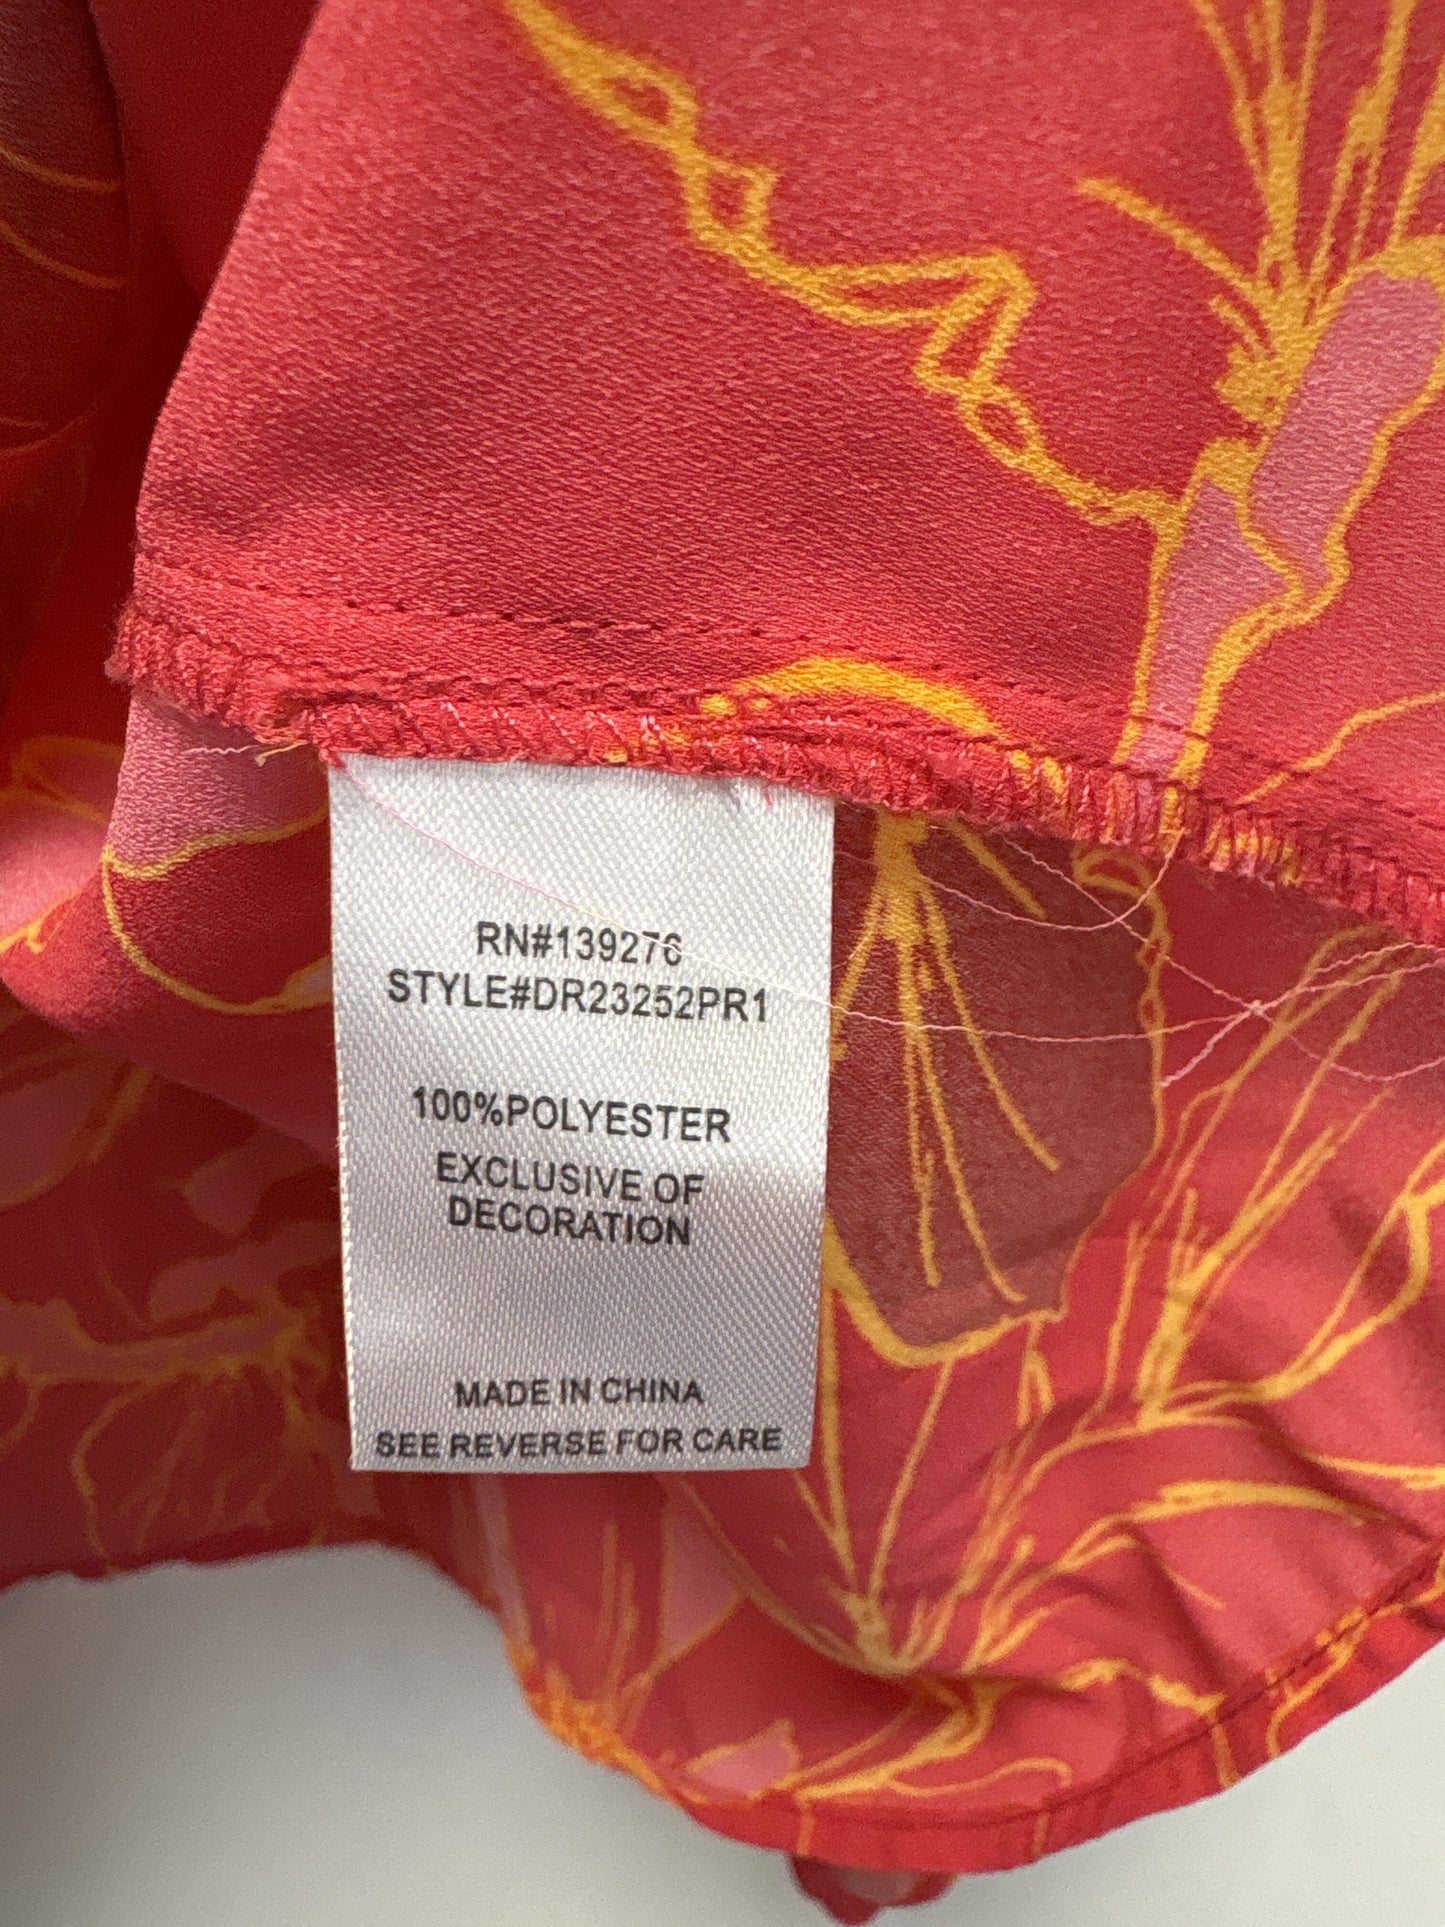 RN#139276
STYLE#DR23252PR1
100%POLYESTER
EXCLUSIVE OF
DECORATION
MADE IN CHINA
SEE REVERSE FOR CARE